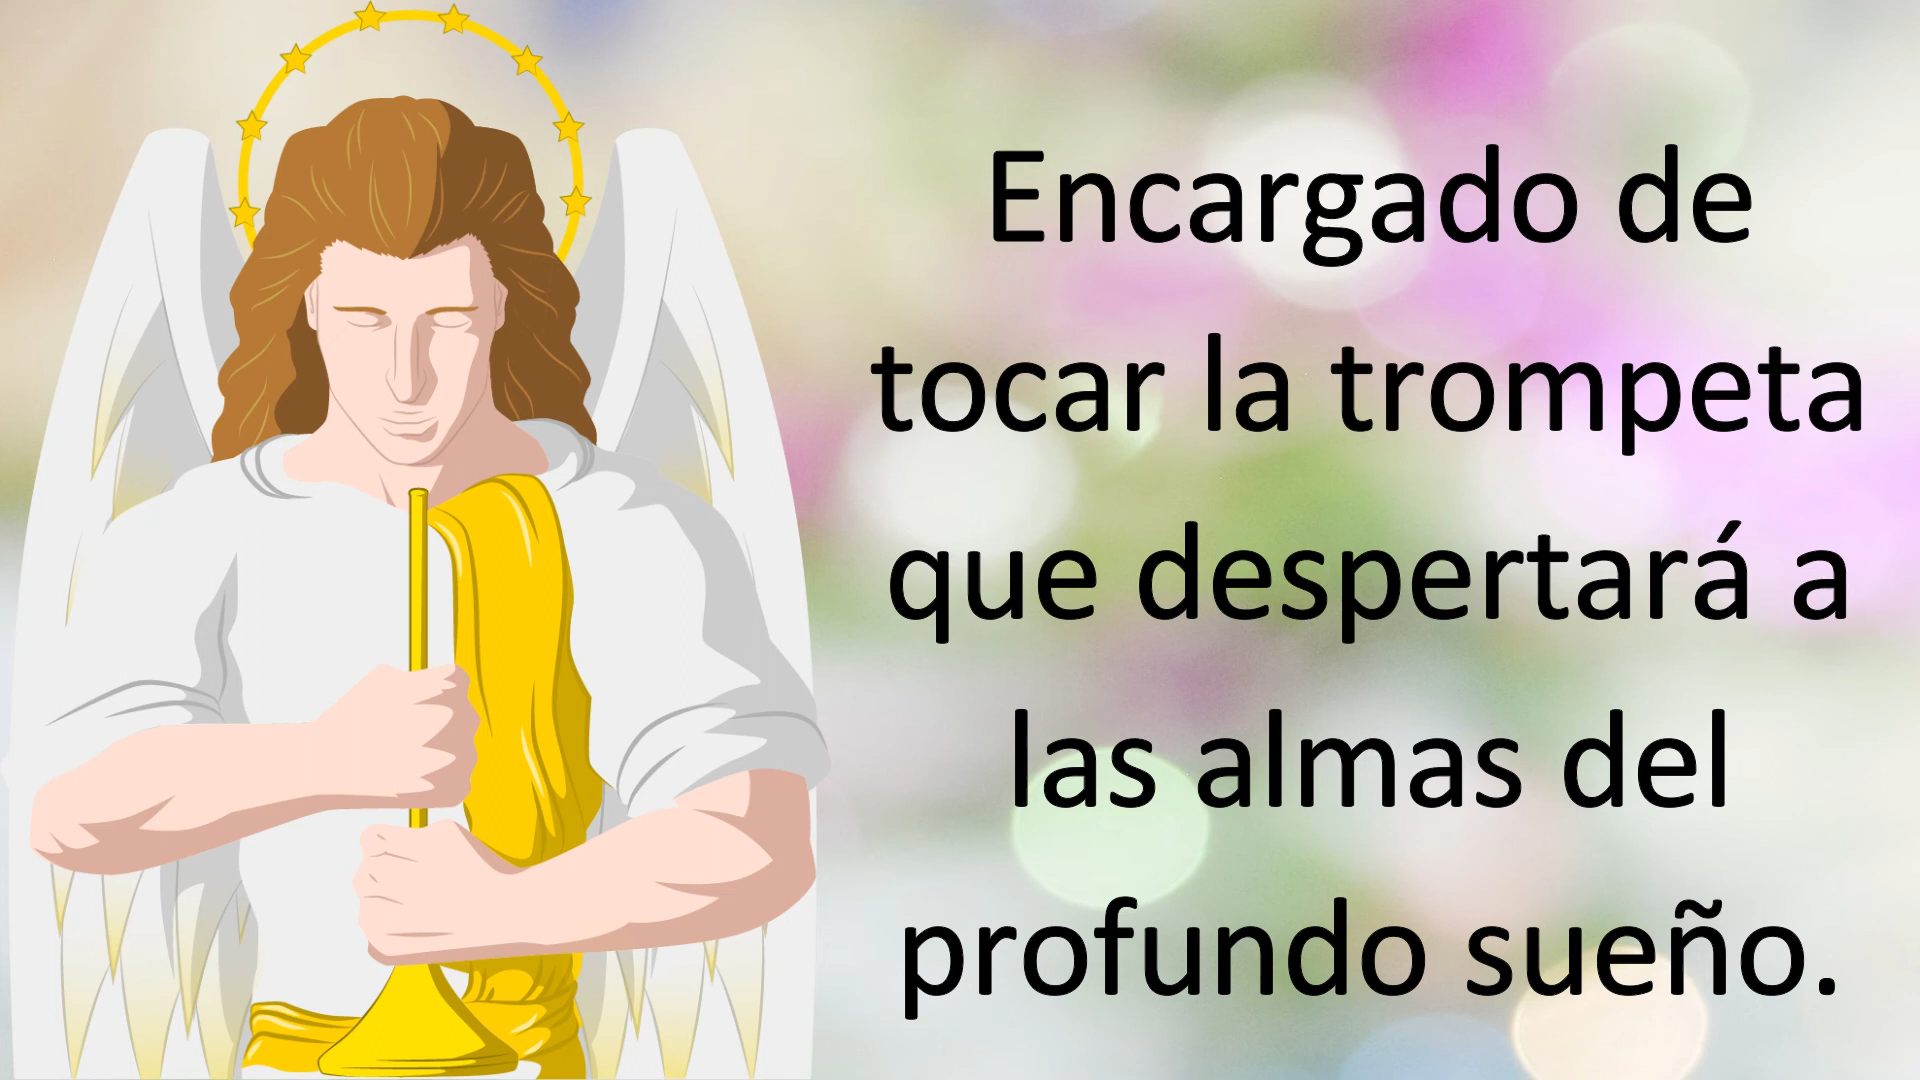 Encargado de
tocar la trompeta
que despertará a
las almas del
profundo sueño.